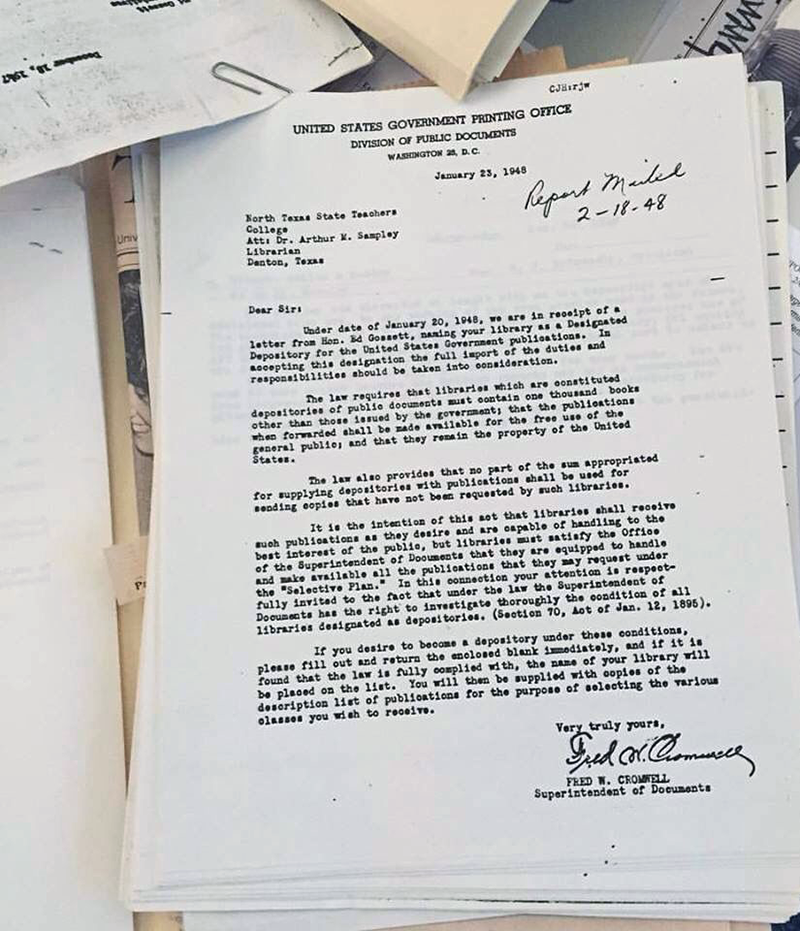 December 18, 1947
CJH:rjw
UNITED STATES GOVERNMENT PRINTING OFFICE
DIVISION OF PUBLIC DOCUMENTS
WASHINGTON 25, D.C.
January 23, 1948
Report Mailed
2-18-48
North Texas State Teachers
College
Att: Dr. Arthur M. Sampley
Librarian
Denton, Texas
Dear Sir:
Under date of January 20, 1948, we are in receipt of a
letter from Hon. Ed Gossett, naming your library as a Designated
Depository for the United States Government publications. In
accepting this designation the full import of the duties and
responsibilities should be taken into consideration.
The law requires that libraries which are constituted
depositories of public documents must contain one thousand books
other than those issued by the government; that the publications
when forwarded shall be made available for the free use of the
general public; and that they remain the property of the United
States.
The law also provides that no part of the sum appropriated
for supplying depositories with publications shall be used for
sending copies that have not been requested by such libraries.
It is the intention of this act that libraries shall receive
such publications as they desire and are capable of handling to the
best interest of the public, but libraries must satisfy the Office
of the Superintendent of Documents that they are equipped to handle
and make available all the publications that they may request under
the "Selective Plan." In this connection your attention is respect-
fully invited to the fact that under the law the Superintendent of
Documents has the right to investigate thoroughly the condition of all
libraries designated as depositories. (Section 70, Act of Jan. 12, 1895).
If you desire to become a depository under these conditions,
please fill out and return the enclosed blank immediately, and if it is
found that the law is fully complied with, the name of your library will
be placed on the list. You will then be supplied with copies of the
description list of publications for the purpose of selecting the various
classes you wish to receive.
Very truly yours,
Fred W. Cromwell
FRED W. CROMWELL
Superintendent of Documents